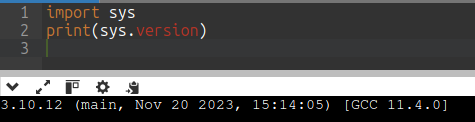 1 import sys
2 print(sys.version)
3
3.10.12 (main, Nov 20 2023, 15:14:05) [GCC 11.4.0]